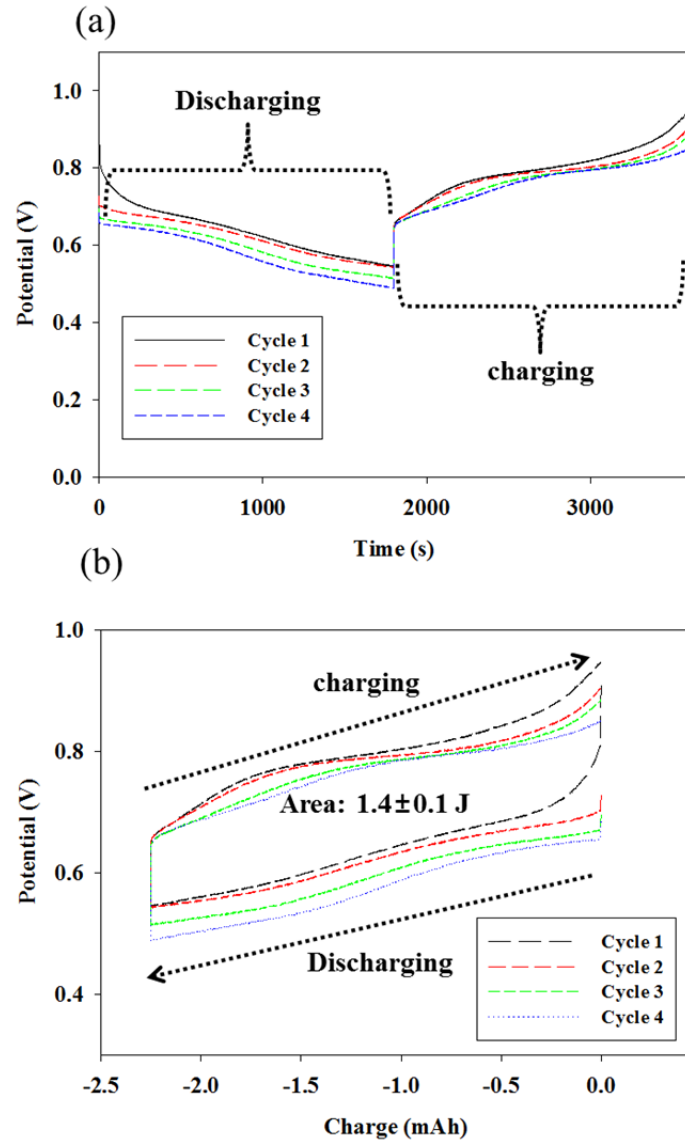 (a)
1.0
Discharging
0.8
0.6
0.4
0.2
0.0
Potential (V)
Cycle 1
Cycle 2
Cycle 3
Cycle 4
charging
0
1000
2000
3000
Time (s)
(b)
1.0
charging
0.8
Area: 1.4±0.1 J
0.6
0.4
Potential (V)
Discharging
Cycle 1
Cycle 2
Cycle 3
Cycle 4
-2.5
-2.0
-1.5
-1.0
-0.5
0.0
Charge (mAh)